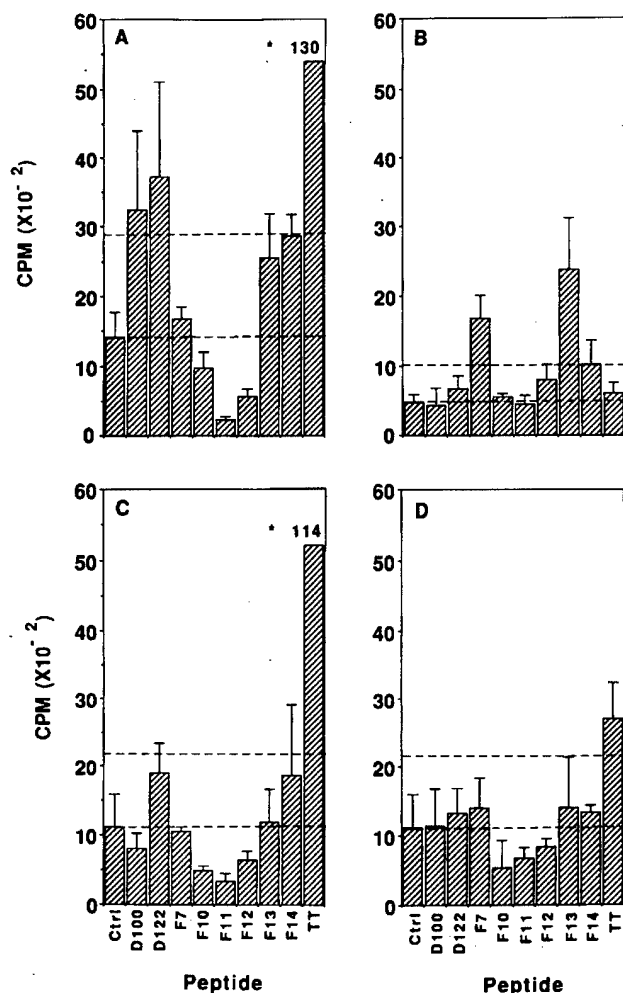 A
* 130
60
50
40
30
20
10
0
CPM (X10⁻²)
B
60
50
40
30
20
10
0
C
* 114
60
50
40
30
20
10
0
CPM (X10⁻²)
Ctrl
D100
D122
F7
F10
F11
F12
F13
F14
TT
Peptide
D
60
50
40
30
20
10
0
Ctrl
D100
D122
F7
F10
F11
F12
F13
F14
TT
Peptide